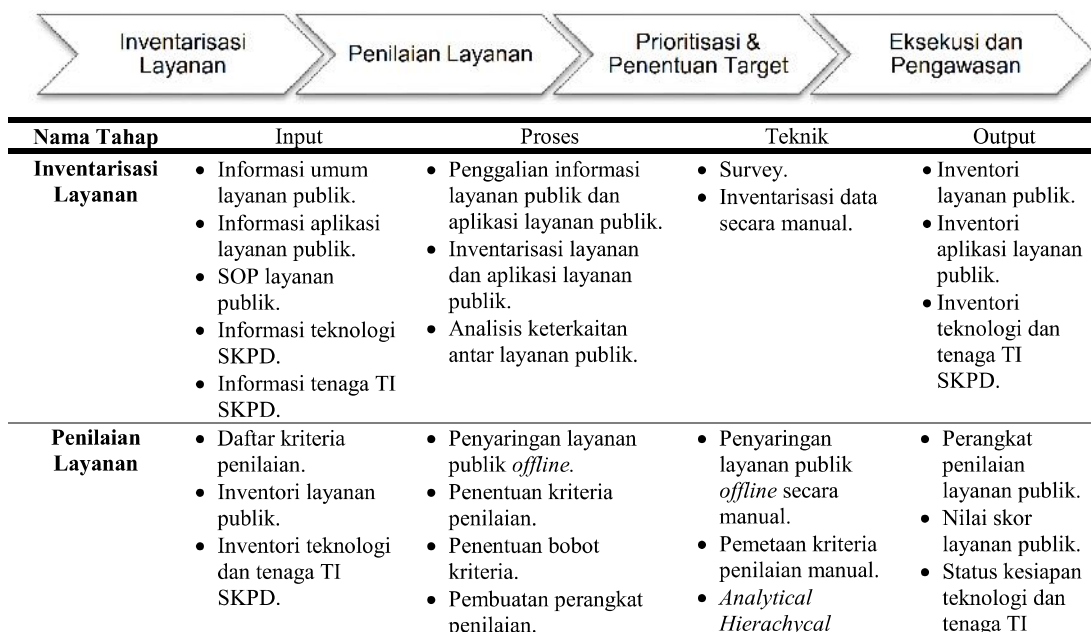 Inventarisasi
Layanan
Penilaian Layanan
Prioritisasi &
Penentuan Target
Eksekusi dan
Pengawasan
Nama Tahap Input Proses Teknik Output
Inventarisasi
Layanan
• Informasi umum
layanan publik.
• Informasi aplikasi
layanan publik.
• SOP layanan
publik.
• Informasi teknologi
SKPD.
• Informasi tenaga TI
SKPD.
• Penggalian informasi
layanan publik dan
aplikasi layanan publik.
• Inventarisasi layanan
dan aplikasi layanan
publik.
• Analisis keterkaitan
antar layanan publik.
• Survey.
• Inventarisasi data
secara manual.
• Inventori
layanan publik.
• Inventori
aplikasi layanan
publik.
• Inventori
teknologi dan
tenaga TI
SKPD.
Penilaian
Layanan
• Daftar kriteria
penilaian.
• Inventori layanan
publik.
• Inventori teknologi
dan tenaga TI
SKPD.
• Penyaringan layanan
publik offline.
• Penentuan kriteria
penilaian.
• Penentuan bobot
kriteria.
• Pembuatan perangkat
penilaian.
• Penyaringan
layanan publik
offline secara
manual.
• Pemetaan kriteria
penilaian manual.
• Analytical
Hierachycal
• Perangkat
penilaian
layanan publik.
• Nilai skor
layanan publik.
• Status kesiapan
teknologi dan
tenaga TI